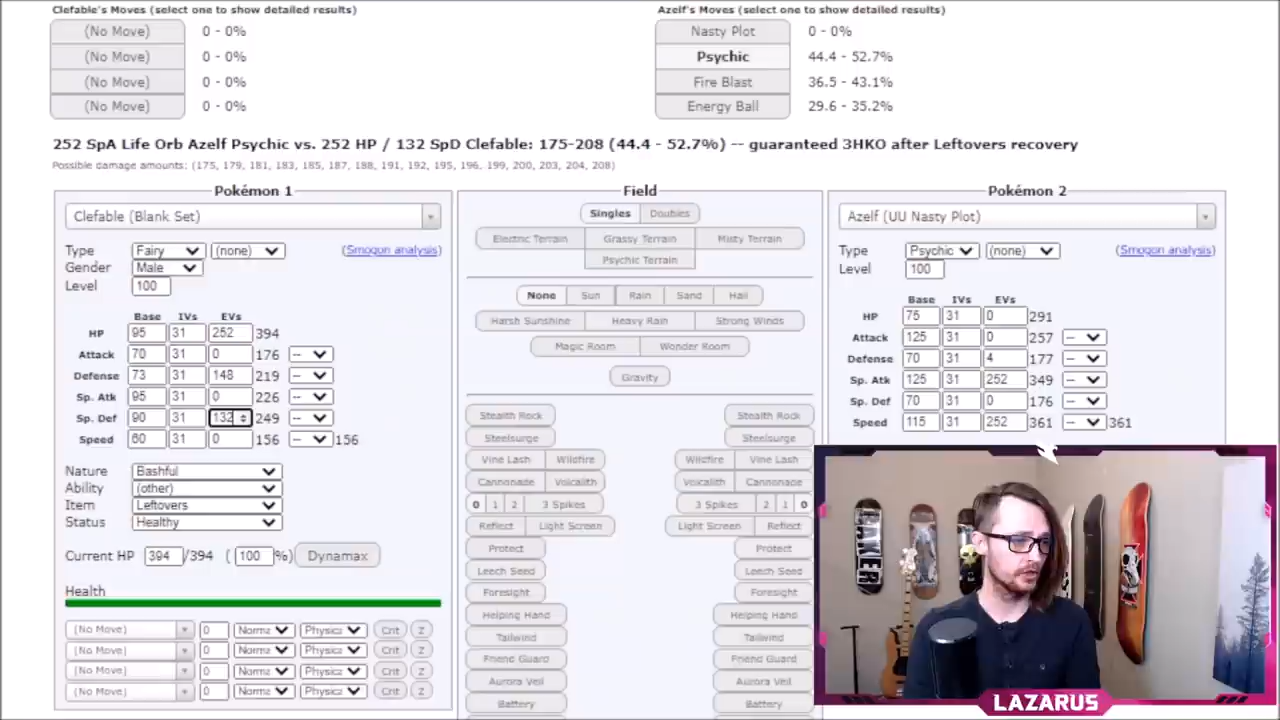 Clefable's Moves (select one to show detailed results)
Azelf's Moves (select one to show detailed results)
(No Move) 0 - 0%
Nasty Plot 0 - 0%
(No Move) 0 - 0%
Psychic 44.4 - 52.7%
(No Move) 0 - 0%
Fire Blast 36.5 - 43.1%
(No Move) 0 - 0%
Energy Ball 29.6 - 35.2%
252 SpA Life Orb Azelf Psychic vs. 252 HP / 132 SpD Clefable: 175-208 (44.4 - 52.7%) -- guaranteed 3HKO after Leftovers recovery
Possible damage amounts: (175, 179, 181, 183, 185, 187, 188, 191, 192, 195, 196, 199, 200, 203, 204, 208)
Pokémon 1
Clefable (Blank Set)
Type Fairy (none) (Smogon analysis)
Gender Male
Level 100
Base IVs EVs
HP 95 31 252 394
Attack 70 31 0 176 --
Defense 73 31 148 219 --
Sp. Atk 95 31 0 226 --
Sp. Def 90 31 132 249 --
Speed 60 31 0 156 -- 156
Nature Bashful
Ability (other)
Item Leftovers
Status Healthy
ent HP 394 /394 ( 100 %) Dynamax
Health
(No Move) 0 Norma Physica Crit Z
(No Move) 0 Norma Physica Crit Z
(No Move) 0 Norma Physica Crit Z
(No Move) 0 Norma Physica Crit Z
Field
Singles Doubles
Electric Terrain Grassy Terrain Misty Terrain
Psychic Terrain
None Sun Rain Sand Hail
Harsh Sunshine Heavy Rain Strong Winds
Magic Room Wonder Room
Gravity
Stealth Rock Stealth Rock
Steelsurge Steelsurge
Vine Lash Wildfire Wildfire Vine Lash
Cannonade Volcalith Volcalith Cannonade
0 1 2 3 Spikes 3 Spikes 2 1 0
Reflect Light Screen Light Screen Reflect
Protect Protect
Leech Seed Leech Seed
Foresight Foresight
Helping Hand Helping Hand
Tailwind Tailwind
Friend Guard Friend Guard
Aurora Veil Aurora Veil
Battery Battery
Pokémon 2
Azelf (UU Nasty Plot)
Type Psychic (none) (Smogon analysis)
Level 100
Base IVs EVs
HP 75 31 0 291
Attack 125 31 0 257 --
Defense 70 31 4 177 --
Sp. Atk 125 31 252 349 --
Sp. Def 70 31 0 176 --
Speed 115 31 252 361 -- 361
LAZARUS